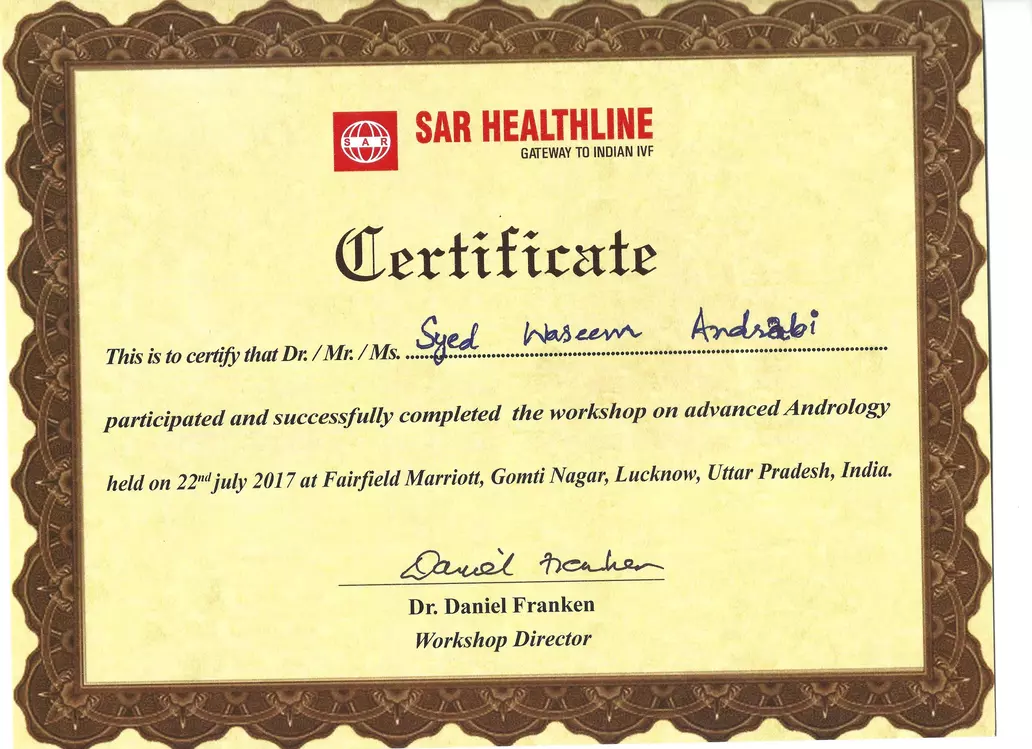 SAR
SAR HEALTHLINE
GATEWAY TO INDIAN IVF
Certificate
This is to certify that Dr. / Mr. / Ms. Syed Waseem Andrabi
participated and successfully completed the workshop on advanced Andrology
held on 22nd july 2017 at Fairfield Marriott, Gomti Nagar, Lucknow, Uttar Pradesh, India.
Daniel Franken
Dr. Daniel Franken
Workshop Director